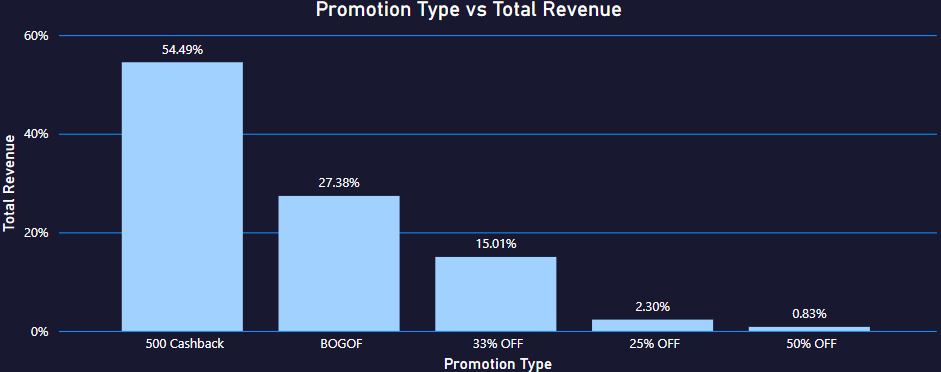 Promotion Type vs Total Revenue
Total Revenue
60%
40%
20%
0%
54.49%
27.38%
15.01%
2.30%
0.83%
500 Cashback BOGOF 33% OFF 25% OFF 50% OFF
Promotion Type